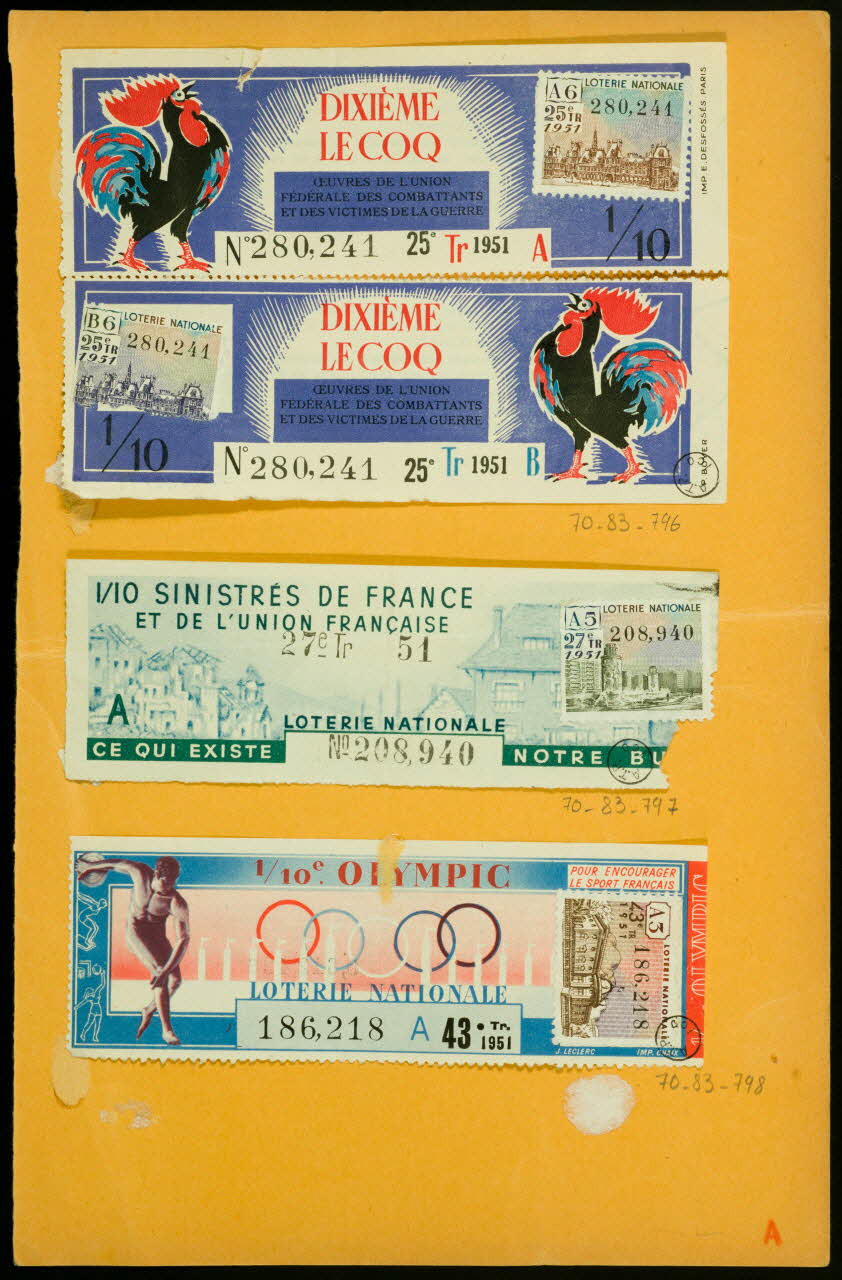 DIXIÈME
LE COQ
ŒUVRES DE L'UNION
FÉDÉRALE DES COMBATTANTS
ET DES VICTIMES DE LA GUERRE
N° 280,241 25e Tr 1951 A
A6 LOTERIE NATIONALE
280,241
25e TR
1951
1/10
IMP. E. DESFOSSÉS PARIS
B6 LOTERIE NATIONALE
280,241
25e TR
1951
1/10
DIXIÈME
LE COQ
ŒUVRES DE L'UNION
FÉDÉRALE DES COMBATTANTS
ET DES VICTIMES DE LA GUERRE
N° 280,241 25e Tr 1951 B
70-83-796
1/10 SINISTRÉS DE FRANCE
ET DE L'UNION FRANÇAISE
27e Tr 51
A5 LOTERIE NATIONALE
208,940
27e TR
1951
A
LOTERIE NATIONALE
CE QUI EXISTE
N° 208,940
NOTRE BU
70-83-797
1/10e OLYMPIC
POUR ENCOURAGER
LE SPORT FRANÇAIS
A3
43e TR
1951
186,218
LOTERIE NATIONALE
LOTERIE NATIONALE
186,218 A 43e Tr. 1951
J. LECLERC IMP. CHAIX
70-83-798
A